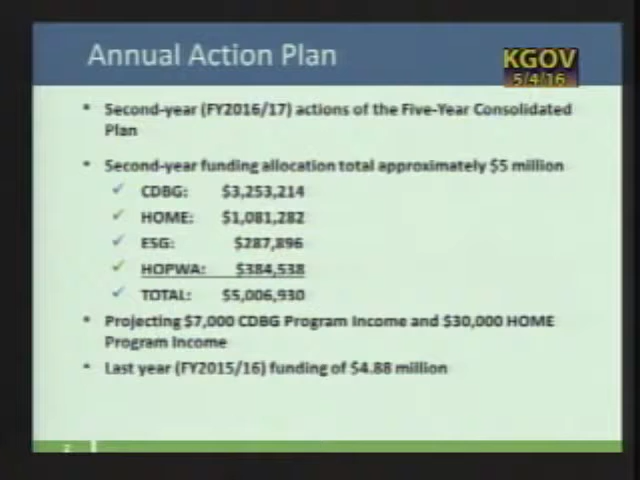 Annual Action Plan
KGOV
5/4/16
• Second-year (FY2016/17) actions of the Five-Year Consolidated
Plan
• Second-year funding allocation total approximately $5 million
✓ CDBG: $3,253,214
✓ HOME: $1,081,282
✓ ESG: $287,896
✓ HOPWA: $384,538
✓ TOTAL: $5,006,930
• Projecting $7,000 CDBG Program Income and $30,000 HOME
Program Income
• Last year (FY2015/16) funding of $4.88 million
2